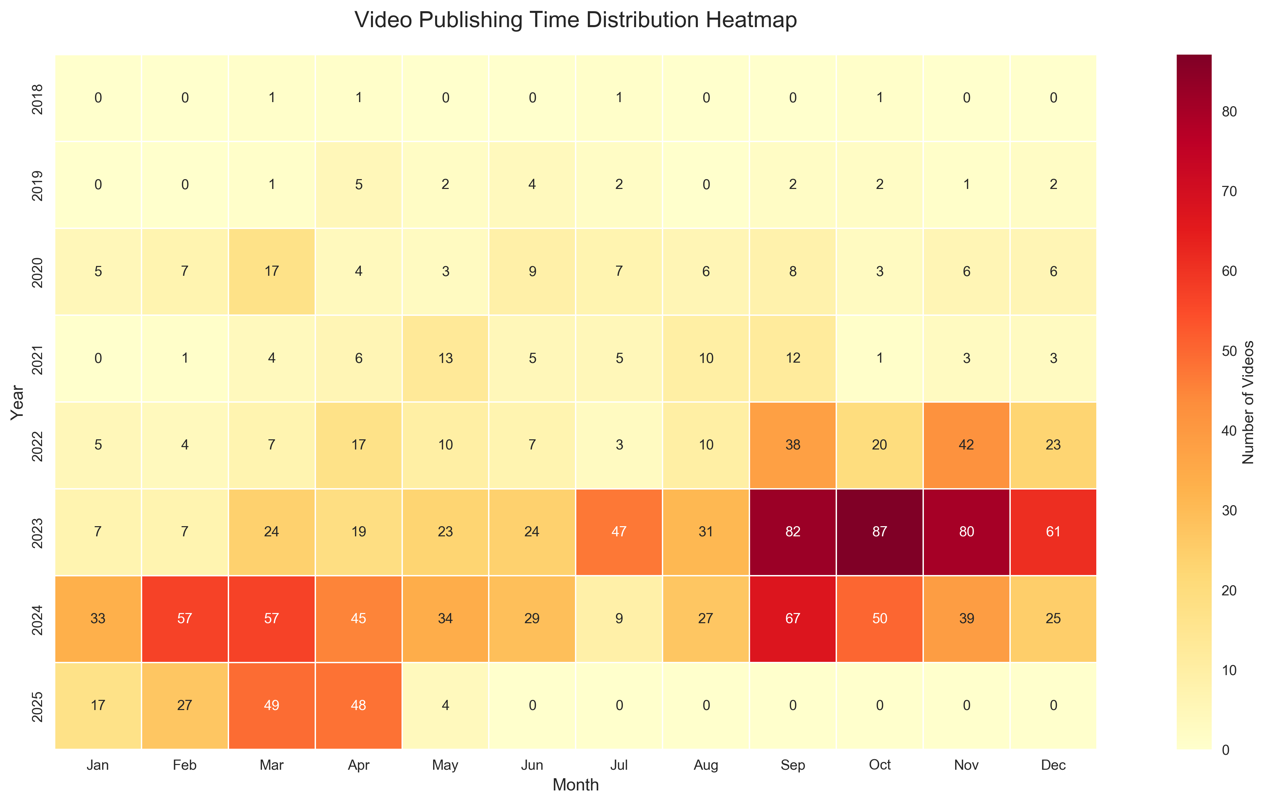 Video Publishing Time Distribution Heatmap
Year
2018 0 0 1 1 0 0 1 0 0 1 0 0
2019 0 0 1 5 2 4 2 0 2 2 1 2
2020 5 7 17 4 3 9 7 6 8 3 6 6
2021 0 1 4 6 13 5 5 10 12 1 3 3
2022 5 4 7 17 10 7 3 10 38 20 42 23
2023 7 7 24 19 23 24 47 31 82 87 80 61
2024 33 57 57 45 34 29 9 27 67 50 39 25
2025 17 27 49 48 4 0 0 0 0 0 0 0
Jan Feb Mar Apr May Jun Jul Aug Sep Oct Nov Dec
Month
80
70
60
50
40
30
20
10
0
Number of Videos